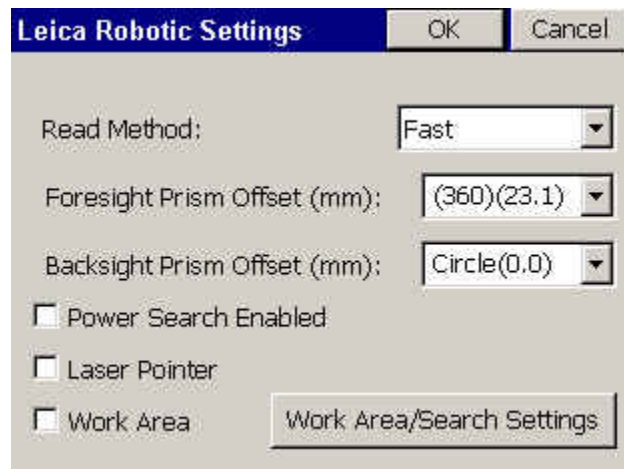 Leica Robotic Settings OK Cancel
Read Method: Fast
Foresight Prism Offset (mm): (360)(23.1)
Backsight Prism Offset (mm): Circle(0.0)
Power Search Enabled
Laser Pointer
Work Area Work Area/Search Settings